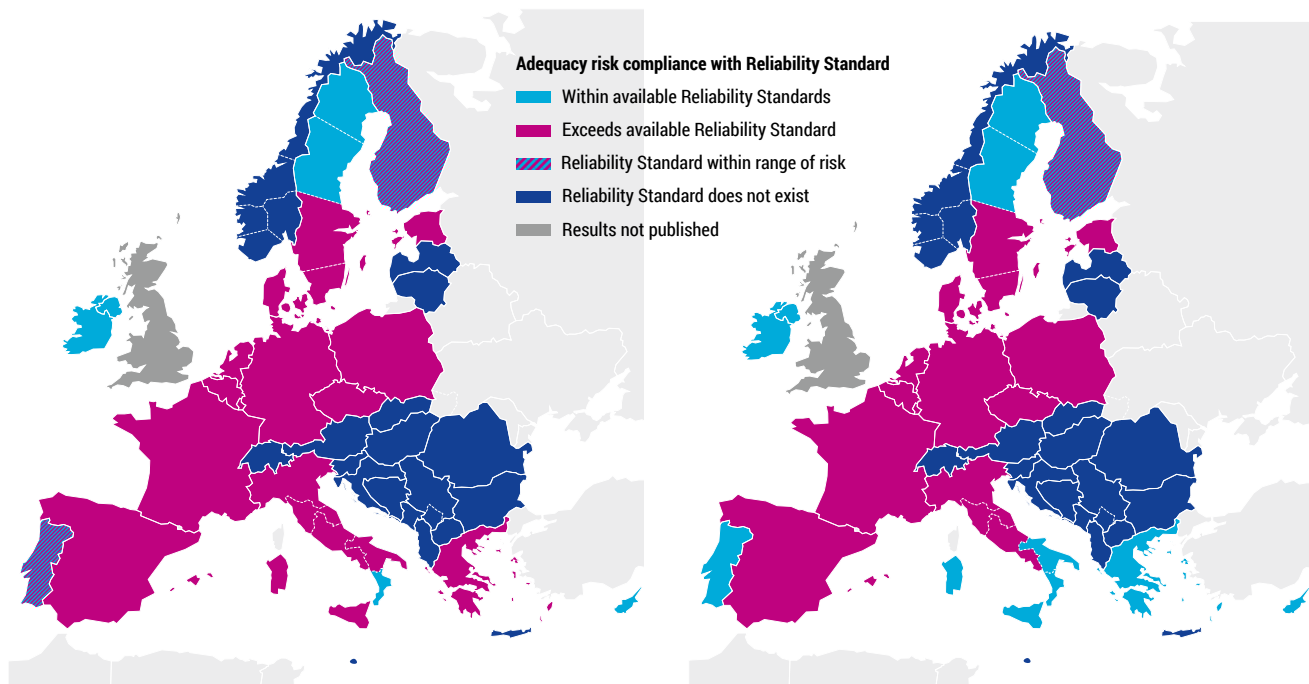 Adequacy risk compliance with Reliability Standard
Within available Reliability Standards
Exceeds available Reliability Standard
Reliability Standard within range of risk
Reliability Standard does not exist
Results not published